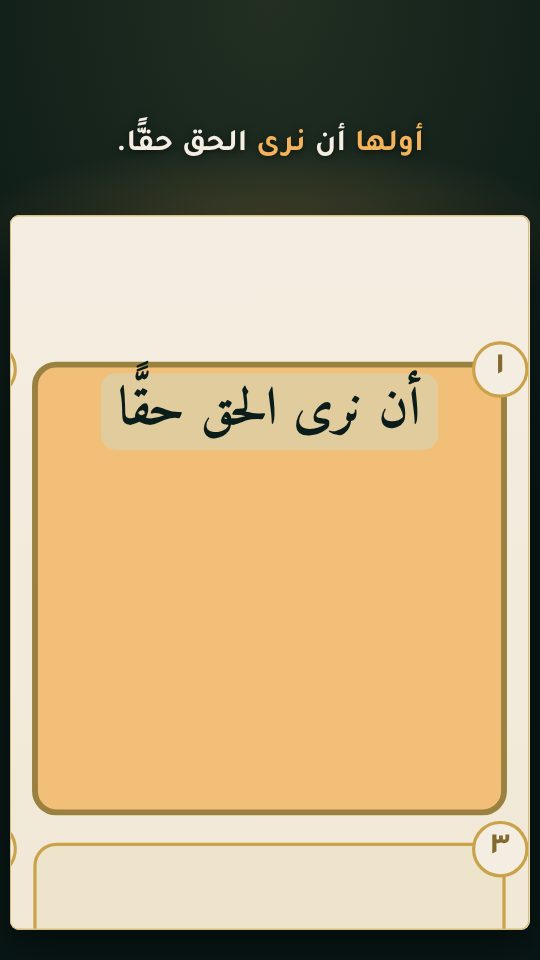 أولها أن نرى الحق حقًّا.
١
أن نرى الحق حقًّا
٣